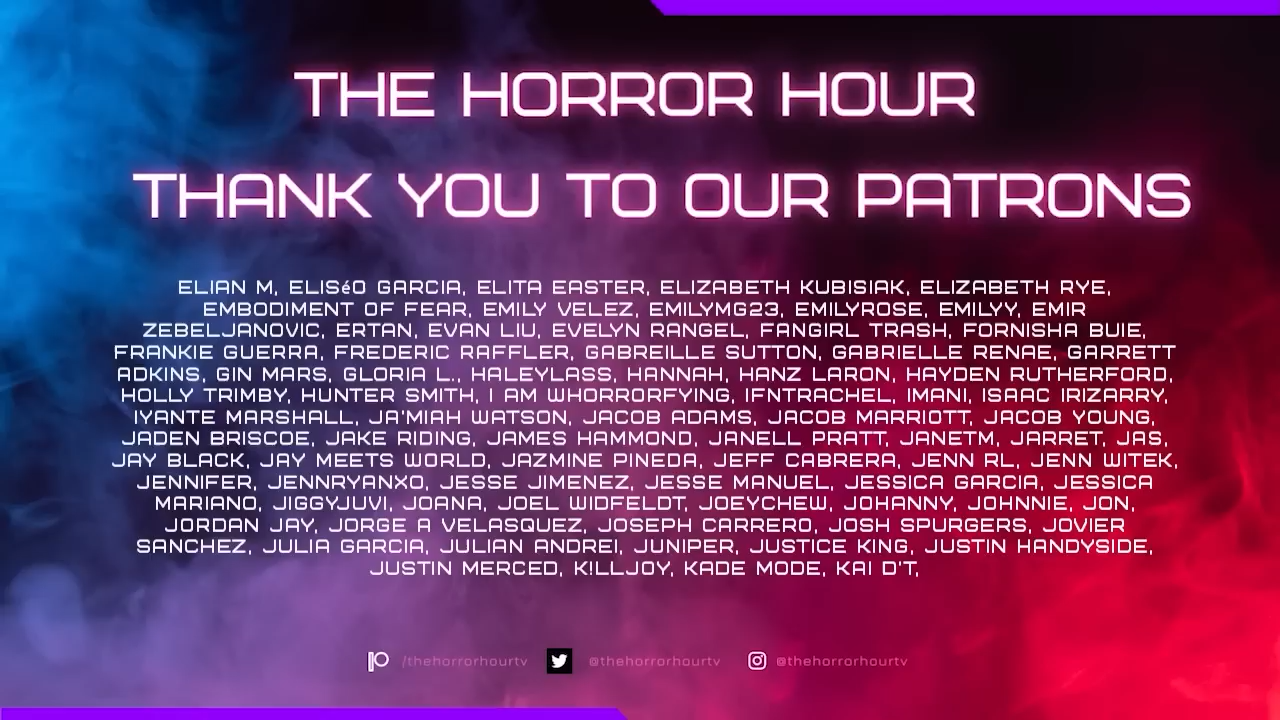 THE HORROR HOUR
THANK YOU TO OUR PATRONS
ELIAN M, ELISéO GARCIA, ELITA EASTER, ELIZABETH KUBISIAK, ELIZABETH RYE,
EMBODIMENT OF FEAR, EMILY VELEZ, EMILYMG23, EMILYROSE, EMILYY, EMIR
ZEBELJANOVIC, ERTAN, EVAN LIU, EVELYN RANGEL, FANGIRL TRASH, FORNISHA BUIE,
FRANKIE GUERRA, FREDERIC RAFFLER, GABREILLE SUTTON, GABRIELLE RENAE, GARRETT
ADKINS, GIN MARS, GLORIA L., HALEYLASS, HANNAH, HANZ LARON, HAYDEN RUTHERFORD,
HOLLY TRIMBY, HUNTER SMITH, I AM WHORRORFYING, IFNTRACHEL, IMANI, ISAAC IRIZARRY,
IYANTE MARSHALL, JA'MIAH WATSON, JACOB ADAMS, JACOB MARRIOTT, JACOB YOUNG,
JADEN BRISCOE, JAKE RIDING, JAMES HAMMOND, JANELL PRATT, JANETM, JARRET, JAS,
JAY BLACK, JAY MEETS WORLD, JAZMINE PINEDA, JEFF CABRERA, JENN RL, JENN WITEK,
JENNIFER, JENNRYANXO, JESSE JIMENEZ, JESSE MANUEL, JESSICA GARCIA, JESSICA
MARIANO, JIGGYJUVI, JOANA, JOEL WIDFELDT, JOEYCHEW, JOHANNY, JOHNNIE, JON,
JORDAN JAY, JORGE A VELASQUEZ, JOSEPH CARRERO, JOSH SPURGERS, JOVIER
SANCHEZ, JULIA GARCIA, JULIAN ANDREI, JUNIPER, JUSTICE KING, JUSTIN HANDYSIDE,
JUSTIN MERCED, K!LLJOY, KADE MODE, KAI D'T,
/thehorrorhourtv @thehorrorhourtv @thehorrorhourtv